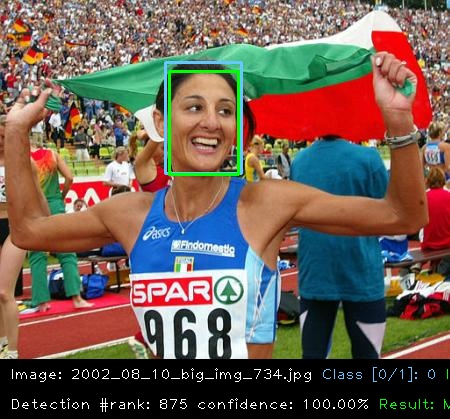 asics
Findomestic
SPAR
968
Image: 2002_08_10_big_img_734.jpg Class [0/1]: 0
Detection #rank: 875 confidence: 100.00% Result: